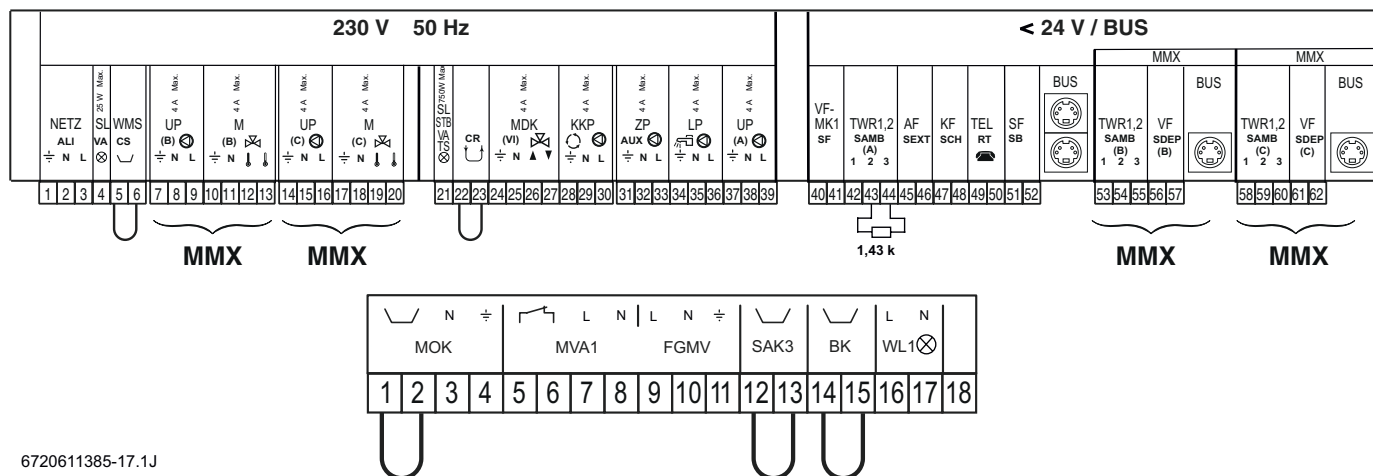 230 V 50 Hz
< 24 V / BUS
MMX MMX
4 A Max. 4 A Max. 4 A Max. 4 A Max. 4 A Max. 4 A Max. 4 A Max. 4 A Max. 4 A Max.
25 W Max. 750W Max.
BUS BUS BUS
NETZ SL WMS UP M UP M SL STB MDK KKP ZP LP UP VF-MK1 TWR1,2 AF KF TEL SF TWR1,2 VF TWR1,2 VF
ALI VA CS (B) (B) (C) (C) VA TS CR (VI) AUX (A) SF SAMB (A) SEXT SCH RT SB SAMB (B) SDEP (B) SAMB (C) SDEP (C)
N L N L N N L N N L N N L N L N L N L 1 2 3 1 2 3 1 2 3
1 2 3 4 5 6 7 8 9 10 11 12 13 14 15 16 17 18 19 20 21 22 23 24 25 26 27 28 29 30 31 32 33 34 35 36 37 38 39 40 41 42 43 44 45 46 47 48 49 50 51 52 53 54 55 56 57 58 59 60 61 62
1,43 k
MMX MMX MMX MMX
N L N L N L N
MOK MVA1 FGMV SAK3 BK WL1
1 2 3 4 5 6 7 8 9 10 11 12 13 14 15 16 17 18
6720611385-17.1J